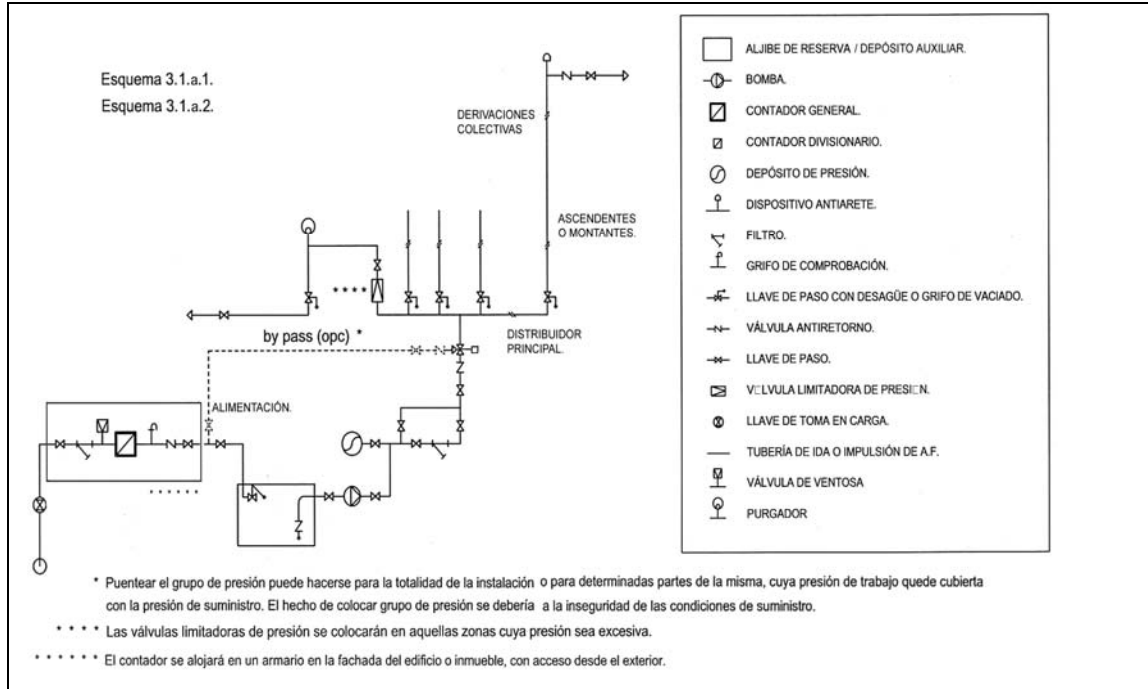 Esquema 3.1.a.1.
Esquema 3.1.a.2.
DERIVACIONES
COLECTIVAS
ASCENDENTES
O MONTANTES.
* * * *
DISTRIBUIDOR
PRINCIPAL.
by pass (opc) *
ALIMENTACIÓN.
* * * * * *
ALJIBE DE RESERVA / DEPÓSITO AUXILIAR.
BOMBA.
CONTADOR GENERAL.
CONTADOR DIVISIONARIO.
DEPÓSITO DE PRESIÓN.
DISPOSITIVO ANTIARETE.
FILTRO.
GRIFO DE COMPROBACIÓN.
LLAVE DE PASO CON DESAGÜE O GRIFO DE VACIADO.
VÁLVULA ANTIRETORNO.
LLAVE DE PASO.
V□LVULA LIMITADORA DE PRESI□N.
LLAVE DE TOMA EN CARGA.
TUBERÍA DE IDA O IMPULSIÓN DE A.F.
VÁLVULA DE VENTOSA
PURGADOR
* Puentear el grupo de presión puede hacerse para la totalidad de la instalación o para determinadas partes de la misma, cuya presión de trabajo quede cubierta
con la presión de suministro. El hecho de colocar grupo de presión se debería a la inseguridad de las condiciones de suministro.
* * * * Las válvulas limitadoras de presión se colocarán en aquellas zonas cuya presión sea excesiva.
* * * * * * El contador se alojará en un armario en la fachada del edificio o inmueble, con acceso desde el exterior.